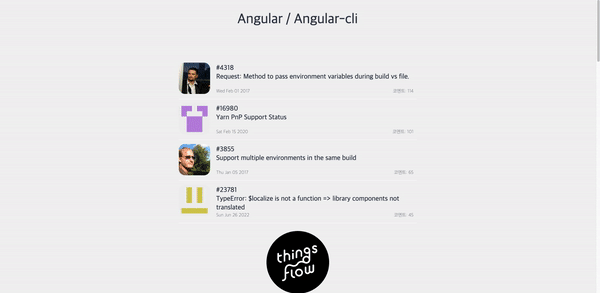 Angular / Angular-cli
#4318
Request: Method to pass environment variables during build vs file.
Wed Feb 01 2017
코멘트: 114
#16980
Yarn PnP Support Status
Sat Feb 15 2020
코멘트: 101
#3855
Support multiple environments in the same build
Thu Jan 05 2017
코멘트: 65
#23781
TypeError: $localize is not a function => library components not
translated
Sun Jun 26 2022
코멘트: 45
things
flow